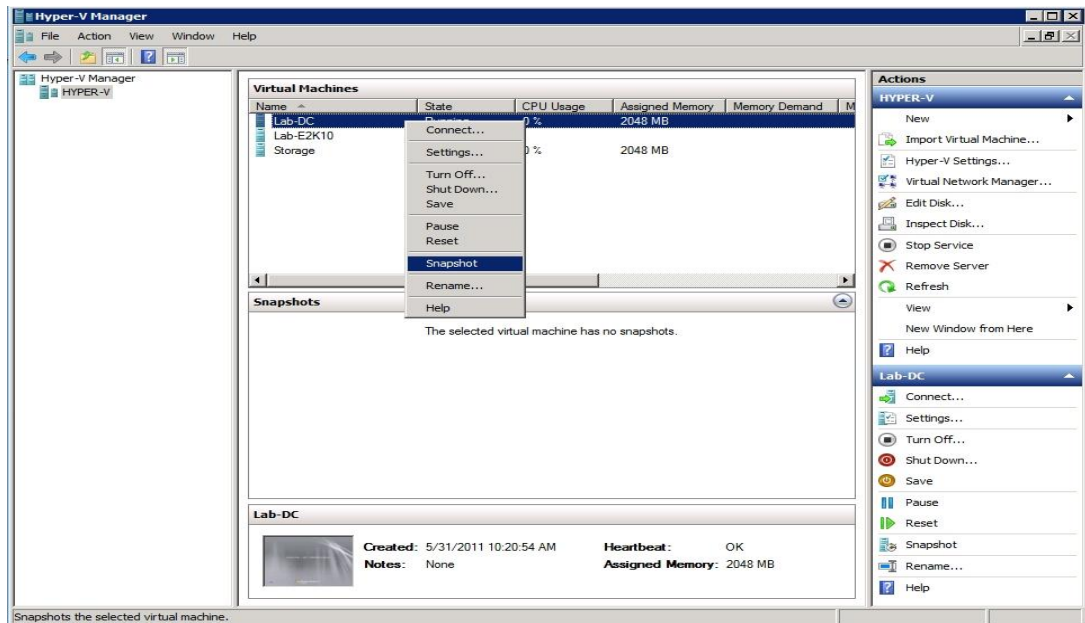 Hyper-V Manager
File Action View Window Help
Hyper-V Manager
HYPER-V
Virtual Machines
Name State CPU Usage Assigned Memory Memory Demand M
Lab-DC Running 0 % 2048 MB
Lab-E2K10
Storage 0 % 2048 MB
Connect...
Settings...
Turn Off...
Shut Down...
Save
Pause
Reset
Snapshot
Rename...
Help
Snapshots
The selected virtual machine has no snapshots.
Lab-DC
Created: 5/31/2011 10:20:54 AM Heartbeat: OK
Notes: None Assigned Memory: 2048 MB
Actions
HYPER-V
New
Import Virtual Machine...
Hyper-V Settings...
Virtual Network Manager...
Edit Disk...
Inspect Disk...
Stop Service
Remove Server
Refresh
View
New Window from Here
Help
Lab-DC
Connect...
Settings...
Turn Off...
Shut Down...
Save
Pause
Reset
Snapshot
Rename...
Help
Snapshots the selected virtual machine.